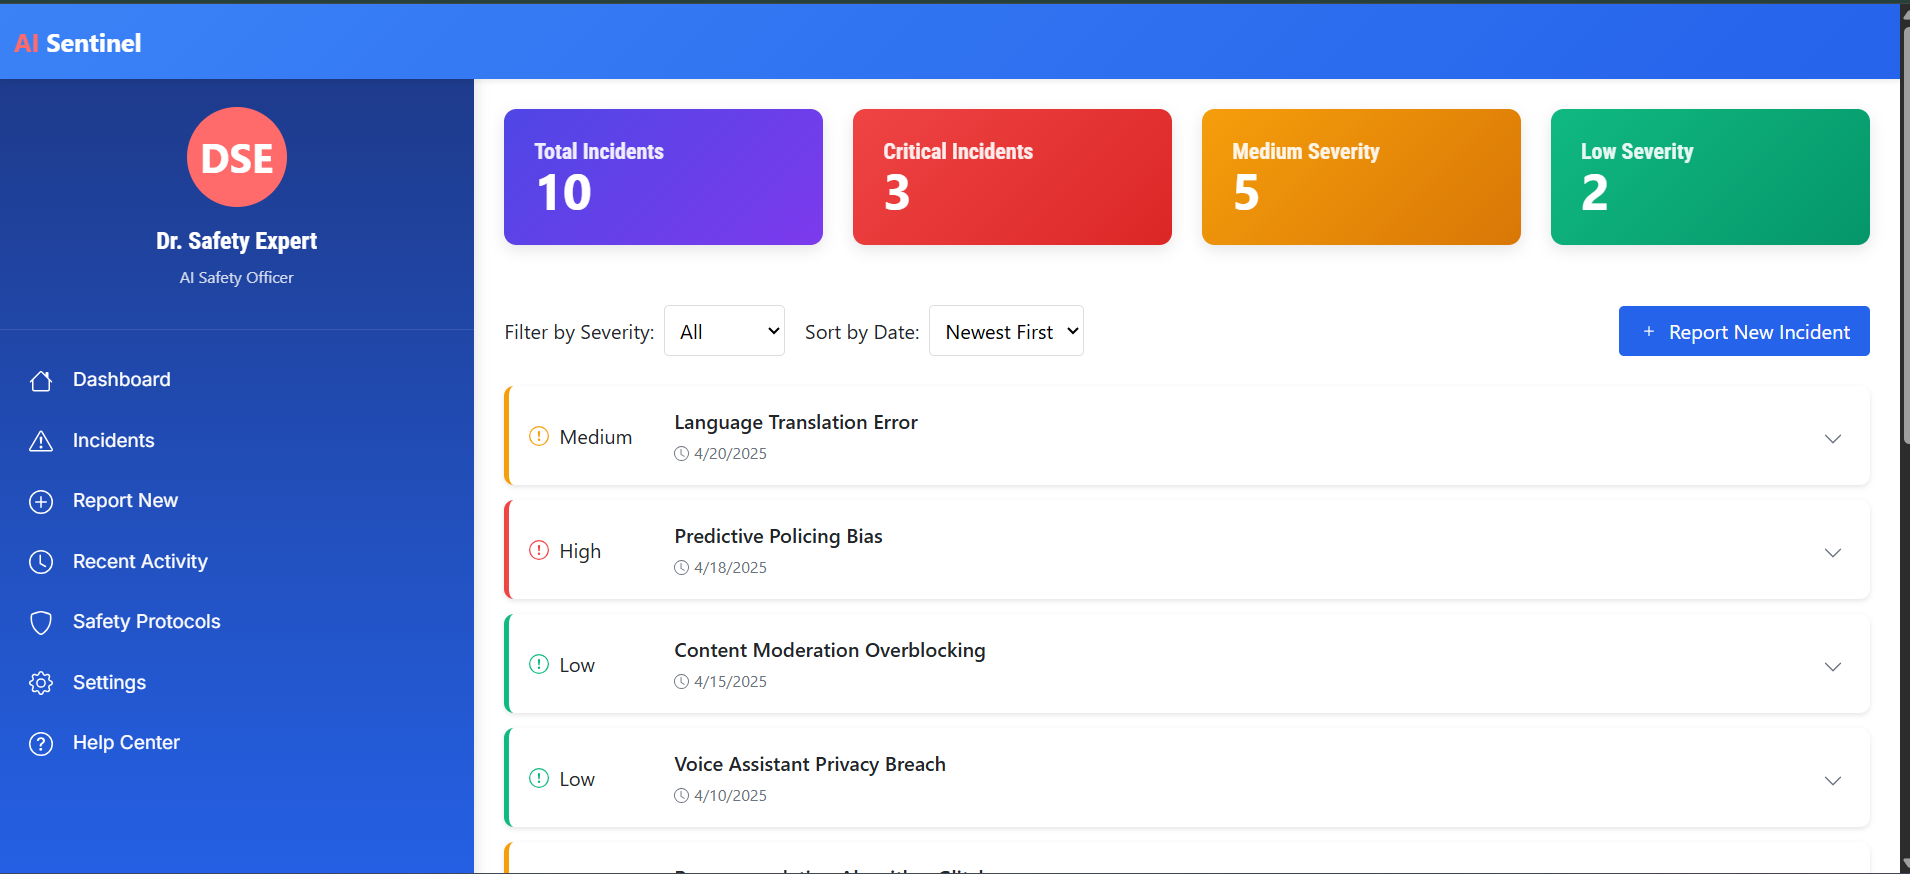 AI Sentinel
DSE
Dr. Safety Expert
AI Safety Officer
Dashboard
Incidents
Report New
Recent Activity
Safety Protocols
Settings
Help Center
Total Incidents
10
Critical Incidents
3
Medium Severity
5
Low Severity
2
Filter by Severity: All Sort by Date: Newest First + Report New Incident
Medium
Language Translation Error
4/20/2025
High
Predictive Policing Bias
4/18/2025
Low
Content Moderation Overblocking
4/15/2025
Low
Voice Assistant Privacy Breach
4/10/2025